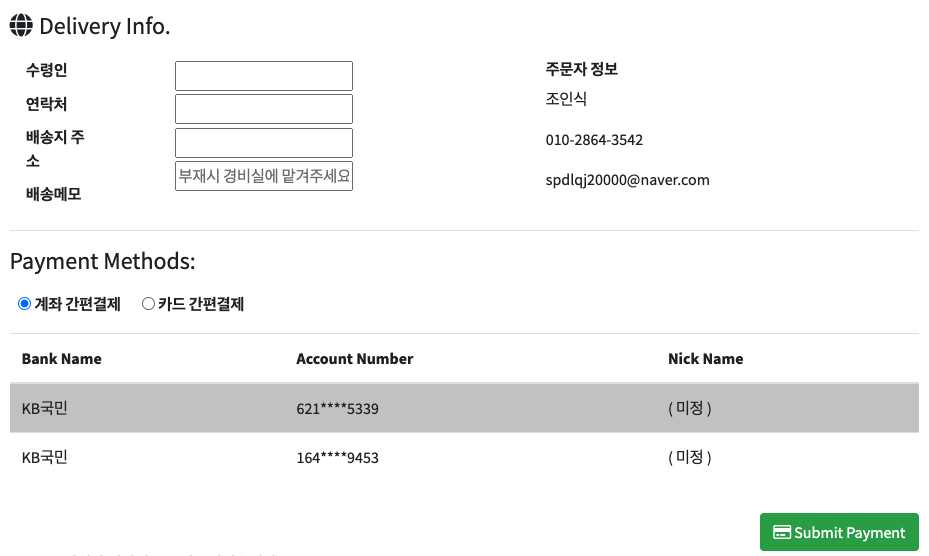 Delivery Info.
수령인
연락처
배송지 주
소
배송메모
부재시 경비실에 맡겨주세요
주문자 정보
조인식
010-2864-3542
spdlqj20000@naver.com
Payment Methods:
계좌 간편결제 카드 간편결제
Bank Name Account Number Nick Name
KB국민 621****5339 ( 미정 )
KB국민 164****9453 ( 미정 )
Submit Payment